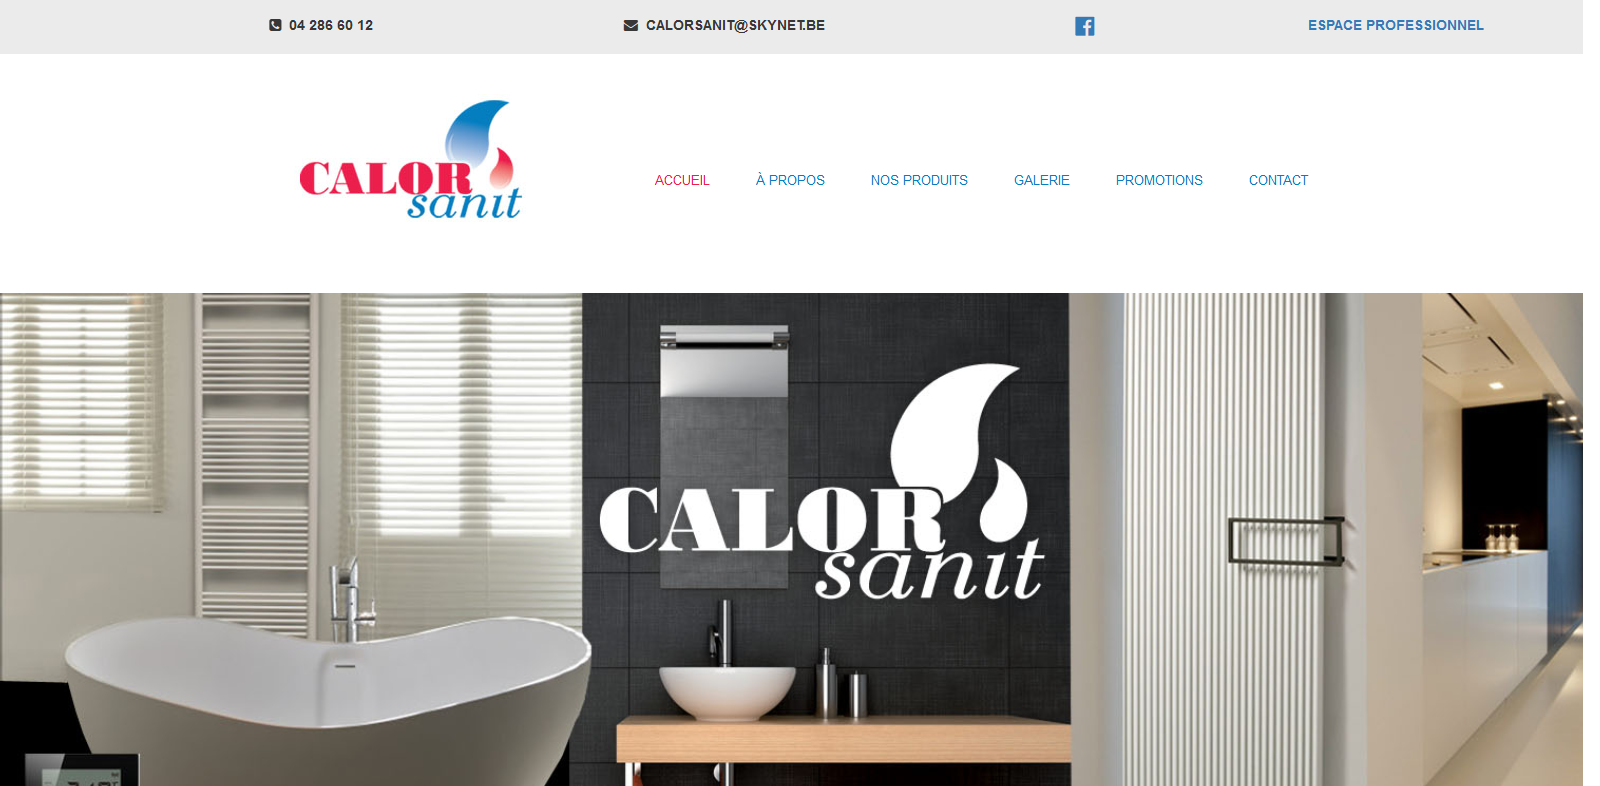 04 286 60 12
CALORSANIT@SKYNET.BE
ESPACE PROFESSIONNEL
CALOR
sanit
ACCUEIL
À PROPOS
NOS PRODUITS
GALERIE
PROMOTIONS
CONTACT
CALOR
sanit